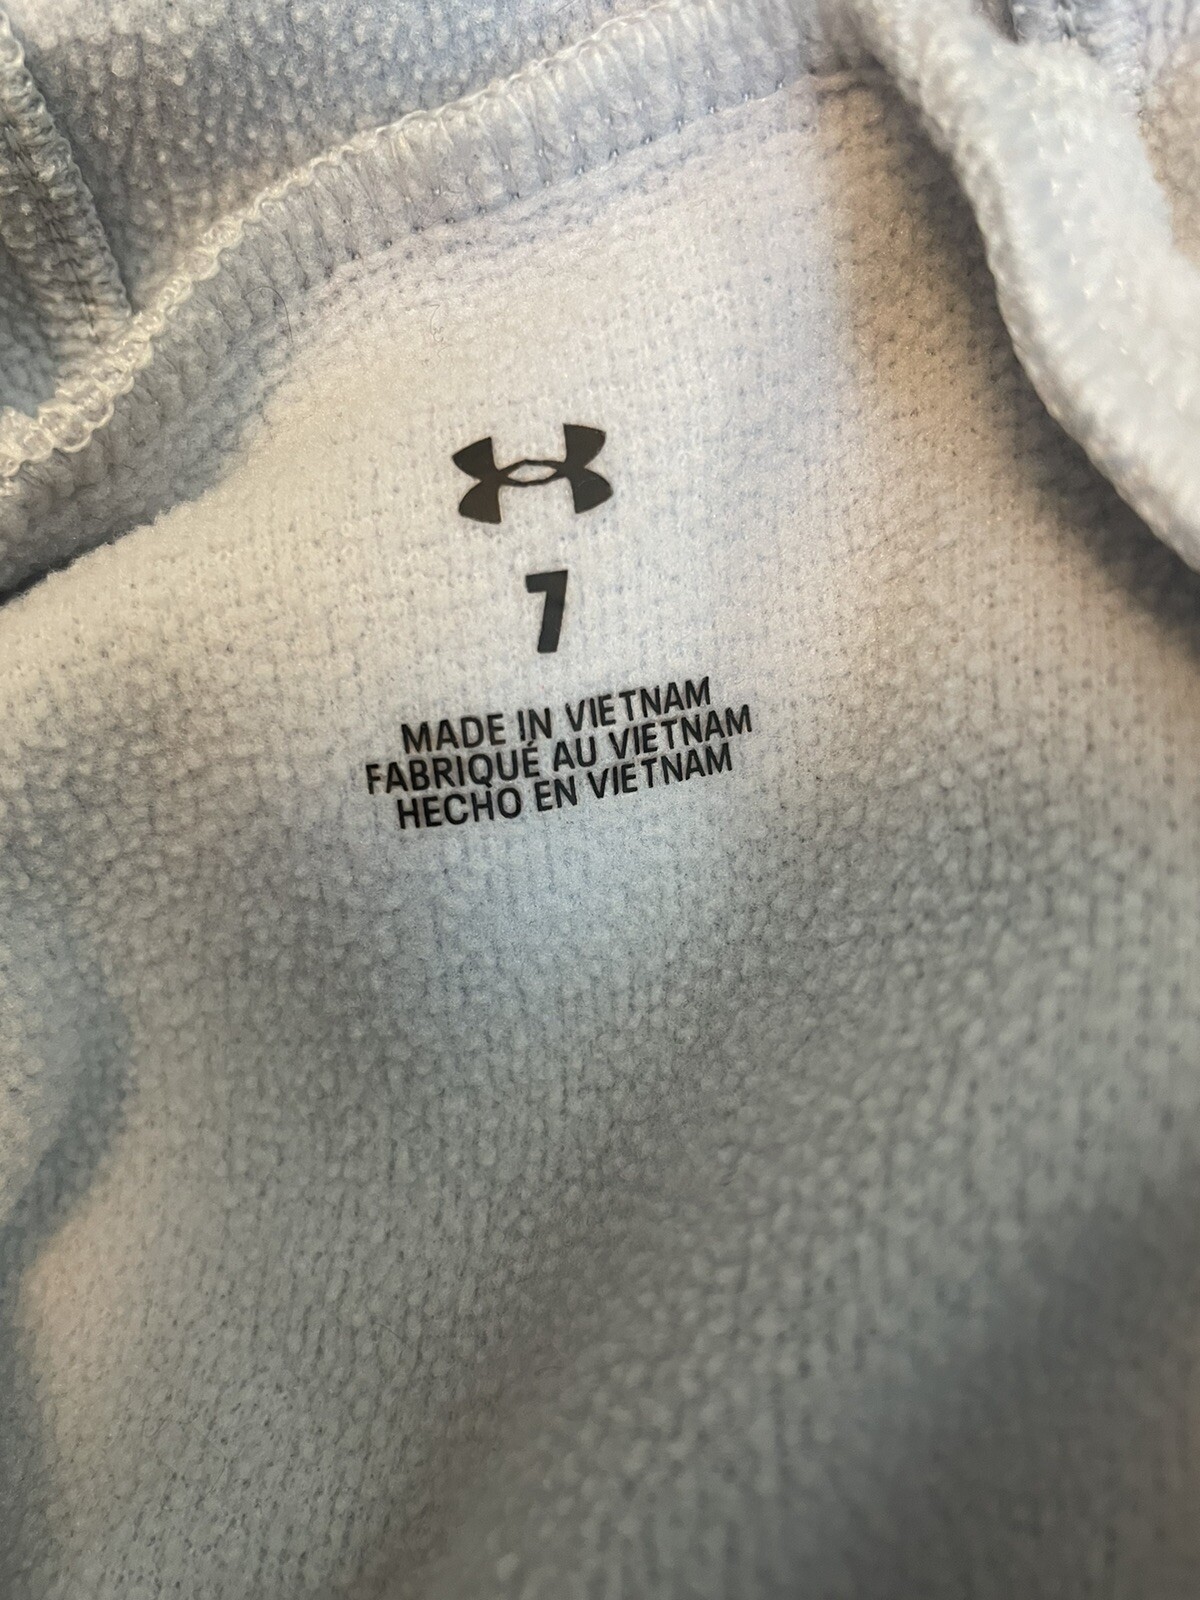 7
MADE IN VIETNAM
FABRIQUÉ AU VIETNAM
HECHO EN VIETNAM